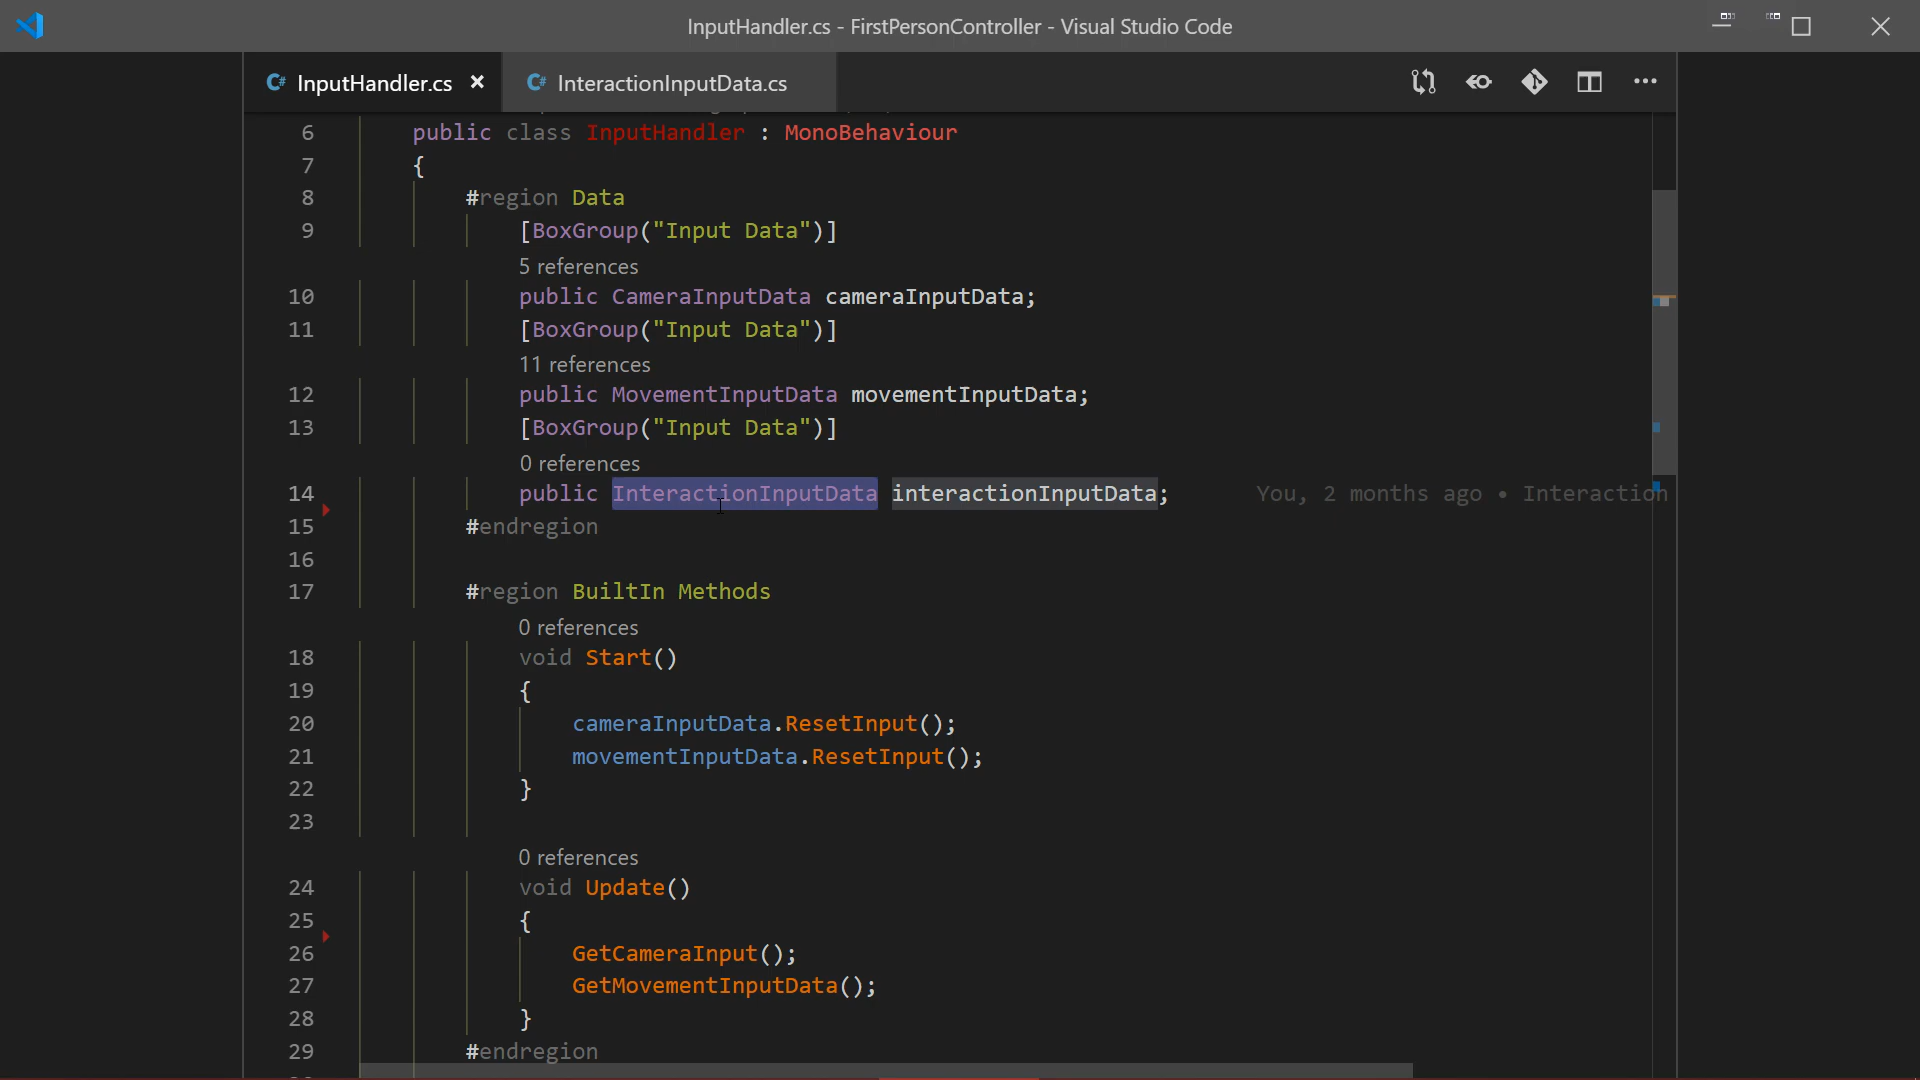 InputHandler.cs - FirstPersonController - Visual Studio Code
C# InputHandler.cs × C# InteractionInputData.cs
6 public class InputHandler : MonoBehaviour
7 {
8 #region Data
9 [BoxGroup("Input Data")]
5 references
10 public CameraInputData cameraInputData;
11 [BoxGroup("Input Data")]
11 references
12 public MovementInputData movementInputData;
13 [BoxGroup("Input Data")]
0 references
14 public InteractionInputData interactionInputData; You, 2 months ago • Interaction
15 #endregion
16
17 #region BuiltIn Methods
0 references
18 void Start()
19 {
20 cameraInputData.ResetInput();
21 movementInputData.ResetInput();
22 }
23
0 references
24 void Update()
25 {
26 GetCameraInput();
27 GetMovementInputData();
28 }
29 #endregion